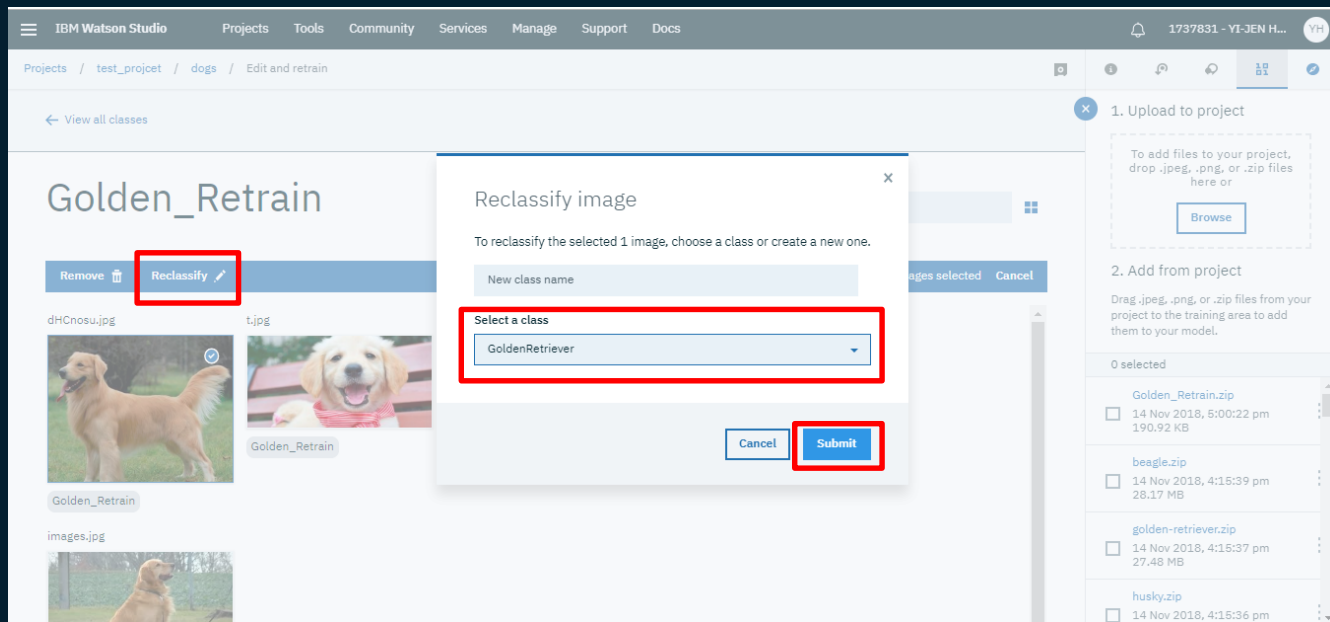 IBM Watson Studio Projects Tools Community Services Manage Support Docs 1737831 - YI-JEN H... YH
Projects / test_projcet / dogs / Edit and retrain
← View all classes
Golden_Retrain
Remove Reclassify ages selected Cancel
dHCnosu.jpg
Golden_Retrain
t.jpg
Golden_Retrain
images.jpg
Reclassify image
To reclassify the selected 1 image, choose a class or create a new one.
New class name
Select a class
GoldenRetriever
Cancel Submit
1. Upload to project
To add files to your project,
drop .jpeg, .png, or .zip files
here or
Browse
2. Add from project
Drag .jpeg, .png, or .zip files from your
project to the training area to add
them to your model.
0 selected
Golden_Retrain.zip
14 Nov 2018, 5:00:22 pm
190.92 KB
beagle.zip
14 Nov 2018, 4:15:39 pm
28.17 MB
golden-retriever.zip
14 Nov 2018, 4:15:37 pm
27.48 MB
husky.zip
14 Nov 2018, 4:15:36 pm